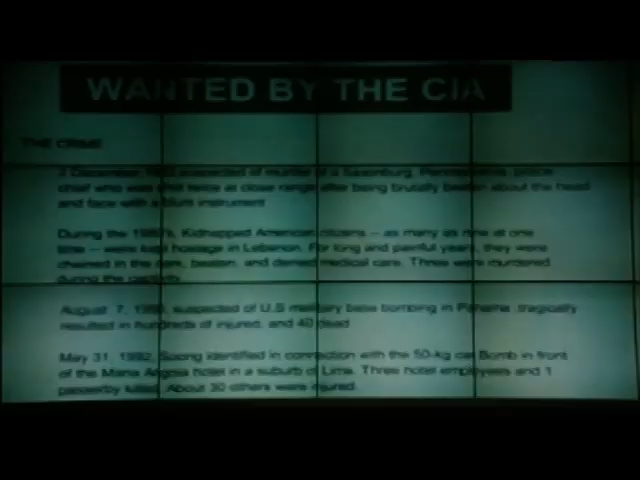 WANTED BY THE CIA
THE CRIME
2 December 19 suspected of murder of a Saxonburg, Pennsylvania police
chief who was shot twice at close range after being brutally beaten about the head
and face with a blunt instrument
During the 1980's, Kidnapped American citizens -- as many as nine at one
time -- were kept hostage in Lebanon. For long and painful years, they were
chained in the dark, beaten, and denied medical care. Three were murdered
during the captivity
August 7, suspected of U.S military base bombing in Panama tragically
resulted in hundreds of injured, and 40 dead
May 31, 1992, identified in connection with the 50-kg car Bomb in front
of the Maria Angola hotel in a suburb of Lima. Three hotel employees and 1
passerby killed. About 30 others were injured.